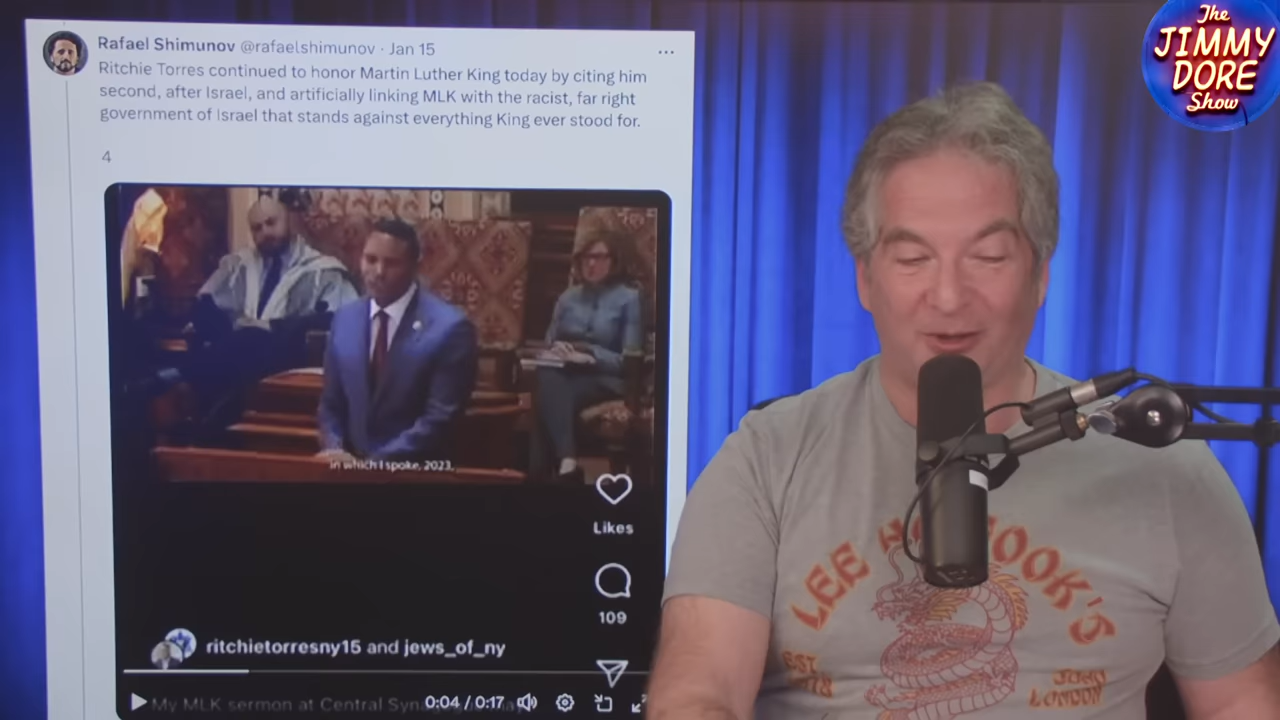 Rafael Shimunov @rafaelshimunov · Jan 15
Ritchie Torres continued to honor Martin Luther King today by citing him
second, after Israel, and artificially linking MLK with the racist, far right
government of Israel that stands against everything King ever stood for.
4
in which I spoke, 2023,
Likes
109
ritchietorresny15 and jews_of_ny
My MLK sermon at Central Syn
0:04 / 0:17
The
JIMMY
DORE
Show
LEE
OOK'S
EST
LONDON